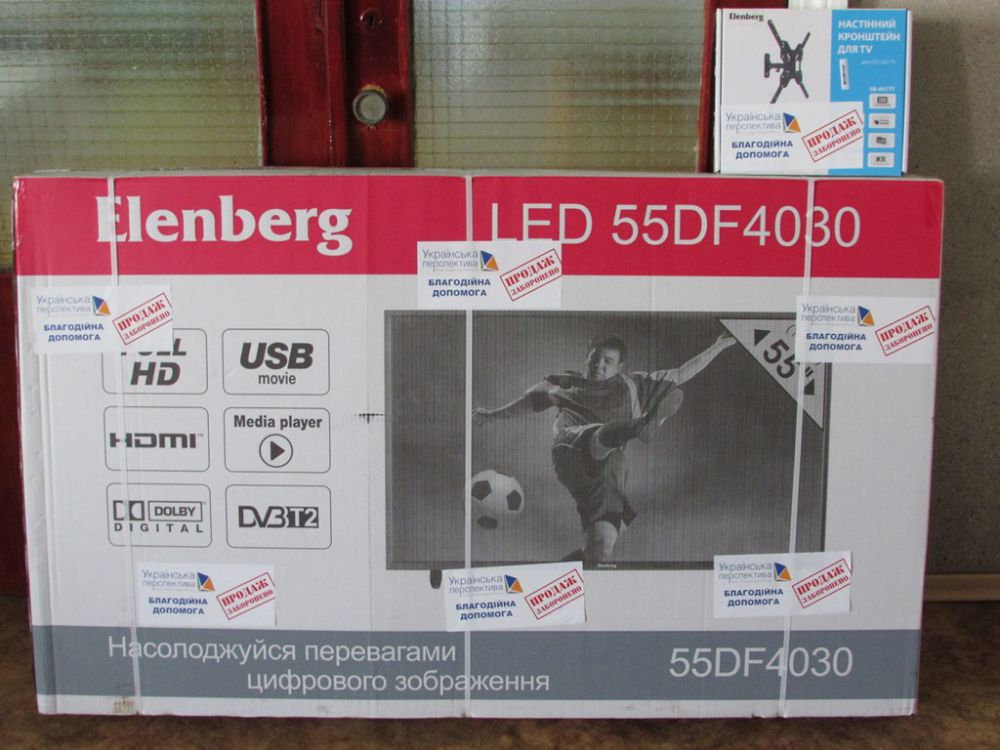 Elenberg
НАСТІННИЙ
КРОНШТЕЙН
ДЛЯ TV
Українська
перспектива
БЛАГОДІЙНА
ДОПОМОГА
ПРОДАЖ
ЗАБОРОНЕНО
Elenberg
LED 55DF4030
Українська
перспектива
БЛАГОДІЙНА
ДОПОМОГА
ПРОДАЖ
ЗАБОРОНЕНО
Українська
перспектива
БЛАГОДІЙНА
ДОПОМОГА
ПРОДАЖ
ЗАБОРОНЕНО
Українська
перспектива
БЛАГОДІЙНА
ДОПОМОГА
ПРОДАЖ
ЗАБОРОНЕНО
FULL
HD
USB
movie
55"
HDMI™
Media player
DOLBY
DIGITAL
DVB T2
Elenberg
Українська
перспектива
БЛАГОДІЙНА
ДОПОМОГА
ПРОДАЖ
ЗАБОРОНЕНО
Українська
перспектива
БЛАГОДІЙНА
ДОПОМОГА
ПРОДАЖ
ЗАБОРОНЕНО
Українська
перспектива
БЛАГОДІЙНА
ДОПОМОГА
ПРОДАЖ
ЗАБОРОНЕНО
Насолоджуйся перевагами
цифрового зображення
55DF4030